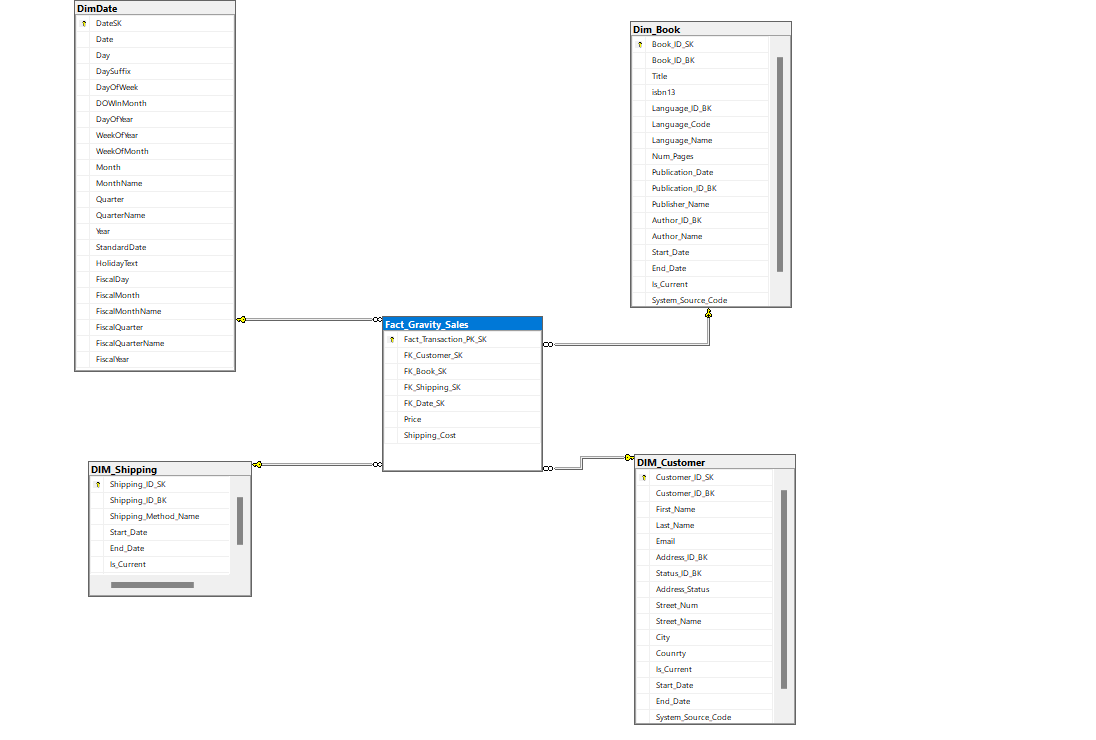 DimDate
DateSK
Date
Day
DaySuffix
DayOfWeek
DOWInMonth
DayOfYear
WeekOfYear
WeekOfMonth
Month
MonthName
Quarter
QuarterName
Year
StandardDate
HolidayText
FiscalDay
FiscalMonth
FiscalMonthName
FiscalQuarter
FiscalQuarterName
FiscalYear
Dim_Book
Book_ID_SK
Book_ID_BK
Title
isbn13
Language_ID_BK
Language_Code
Language_Name
Num_Pages
Publication_Date
Publication_ID_BK
Publisher_Name
Author_ID_BK
Author_Name
Start_Date
End_Date
Is_Current
System_Source_Code
Fact_Gravity_Sales
Fact_Transaction_PK_SK
FK_Customer_SK
FK_Book_SK
FK_Shipping_SK
FK_Date_SK
Price
Shipping_Cost
DIM_Shipping
Shipping_ID_SK
Shipping_ID_BK
Shipping_Method_Name
Start_Date
End_Date
Is_Current
DIM_Customer
Customer_ID_SK
Customer_ID_BK
First_Name
Last_Name
Email
Address_ID_BK
Status_ID_BK
Address_Status
Street_Num
Street_Name
City
Counrty
Is_Current
Start_Date
End_Date
System_Source_Code